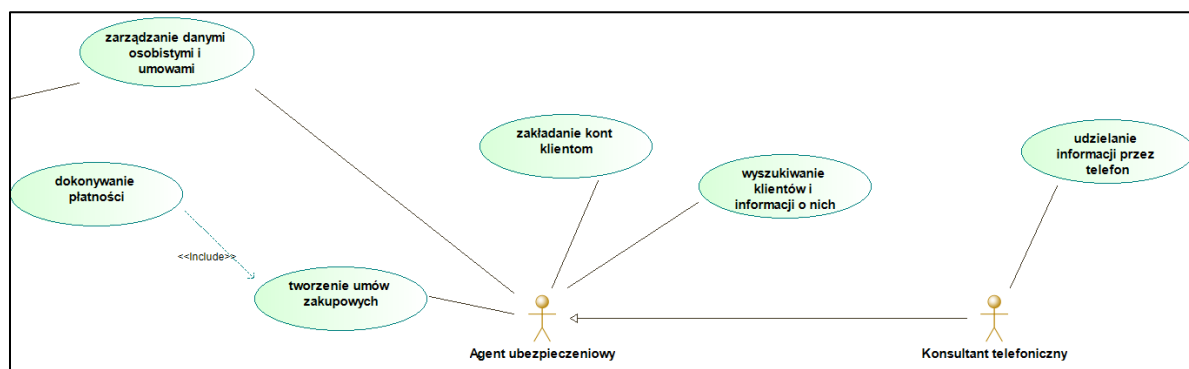 zarządzanie danymi
osobistymi i
umowami
zakładanie kont
klientom
udzielanie
informacji przez
telefon
dokonywanie
płatności
wyszukiwanie
klientów i
informacji o nich
<<Include>>
tworzenie umów
zakupowych
Agent ubezpieczeniowy
Konsultant telefoniczny